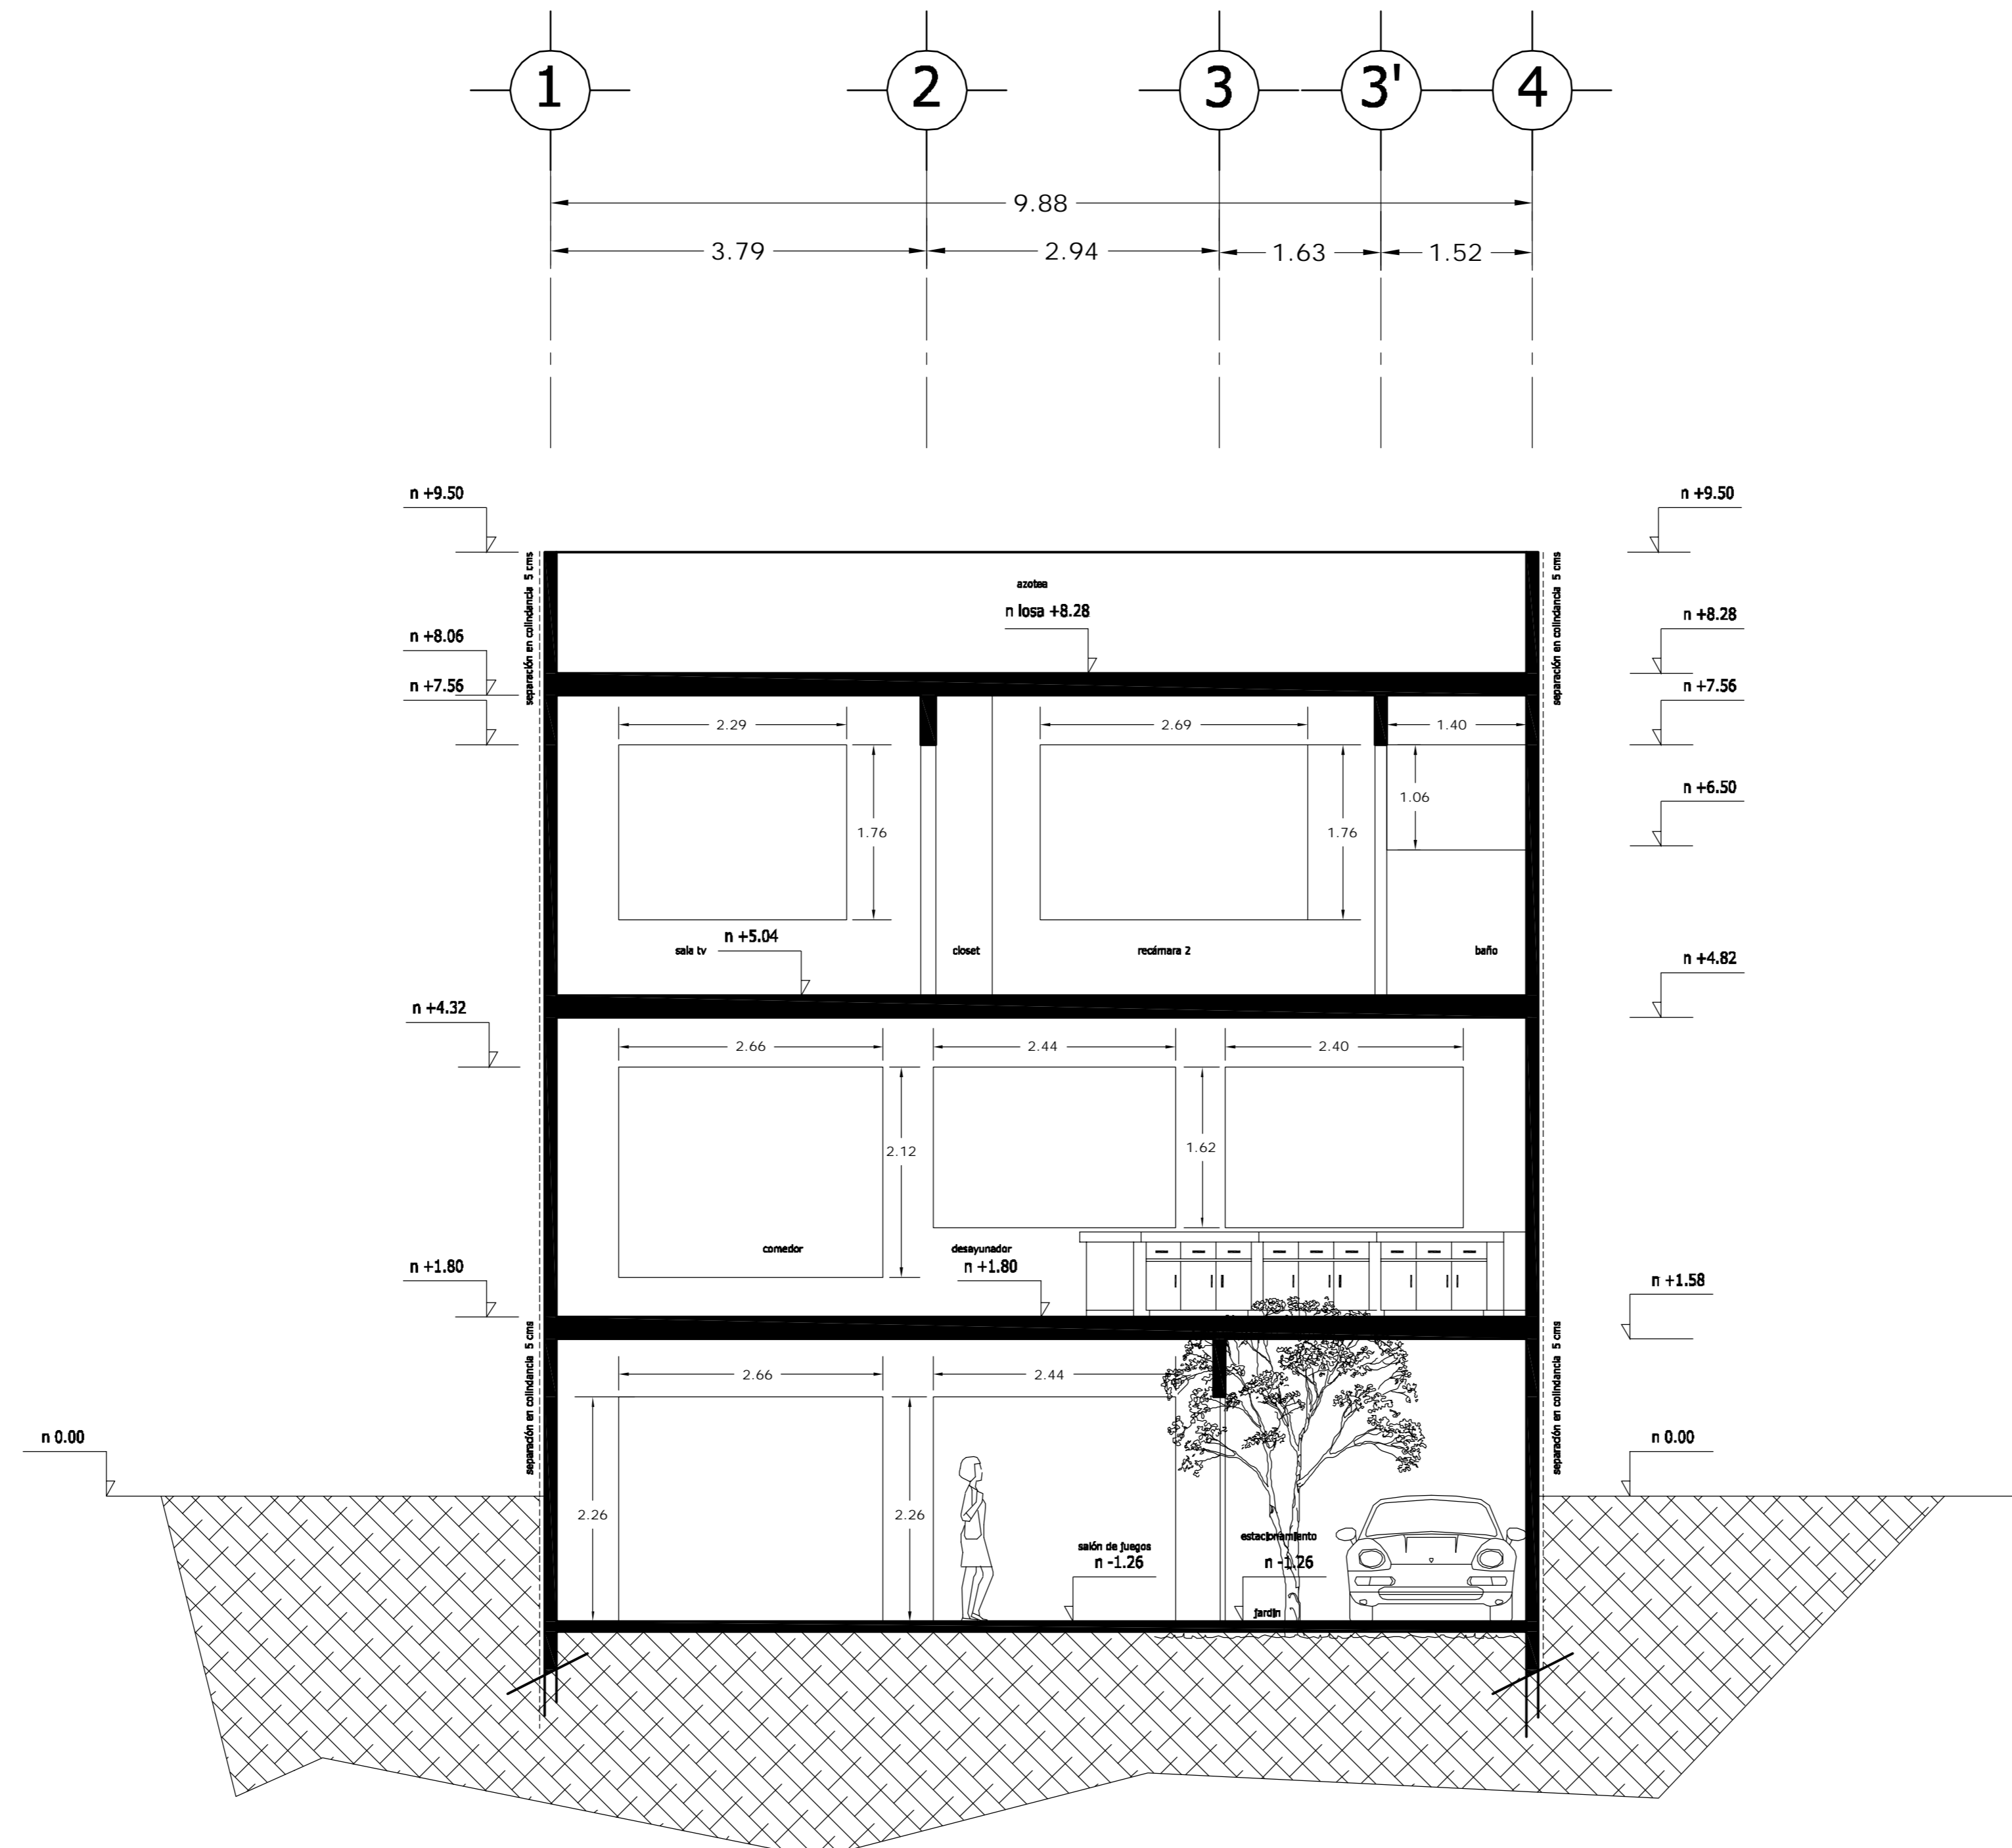 1 2 3 3' 4
9.88
3.79 2.94 1.63 1.52
n +9.50
n +9.50
separación en colindancia 5 cms
separación en colindancia 5 cms
azotea
n losa +8.28
n +8.28
n +8.06
n +7.56
n +7.56
2.29 2.69 1.40
n +6.50
1.06
1.76 1.76
n +5.04
sala tv closet recámara 2 baño
n +4.82
n +4.32
2.66 2.44 2.40
2.12 1.62
comedor desayunador
n +1.80
n +1.80
n +1.58
separación en colindancia 5 cms
separación en colindancia 5 cms
2.66 2.44
n 0.00
n 0.00
2.26 2.26
estacionamiento
salón de juegos
n -1.26
n -1.26
jardín